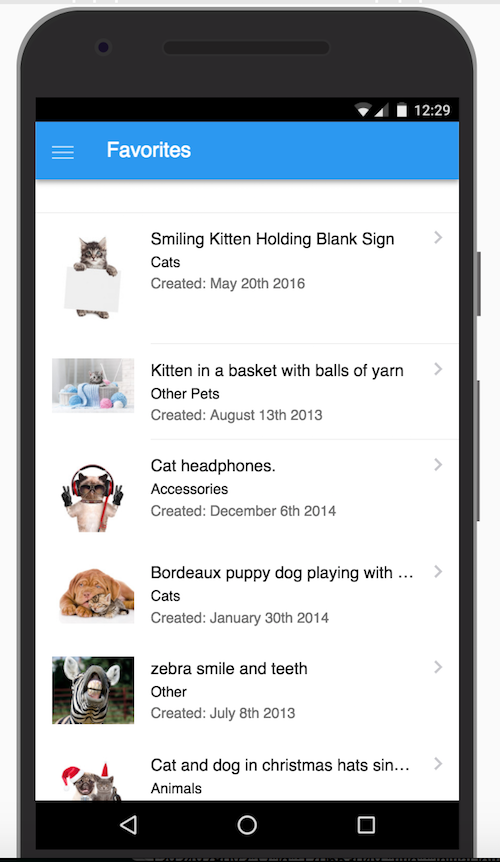 12:29
Favorites
Smiling Kitten Holding Blank Sign
Cats
Created: May 20th 2016
Kitten in a basket with balls of yarn
Other Pets
Created: August 13th 2013
Cat headphones.
Accessories
Created: December 6th 2014
Bordeaux puppy dog playing with ...
Cats
Created: January 30th 2014
zebra smile and teeth
Other
Created: July 8th 2013
Cat and dog in christmas hats sin...
Animals